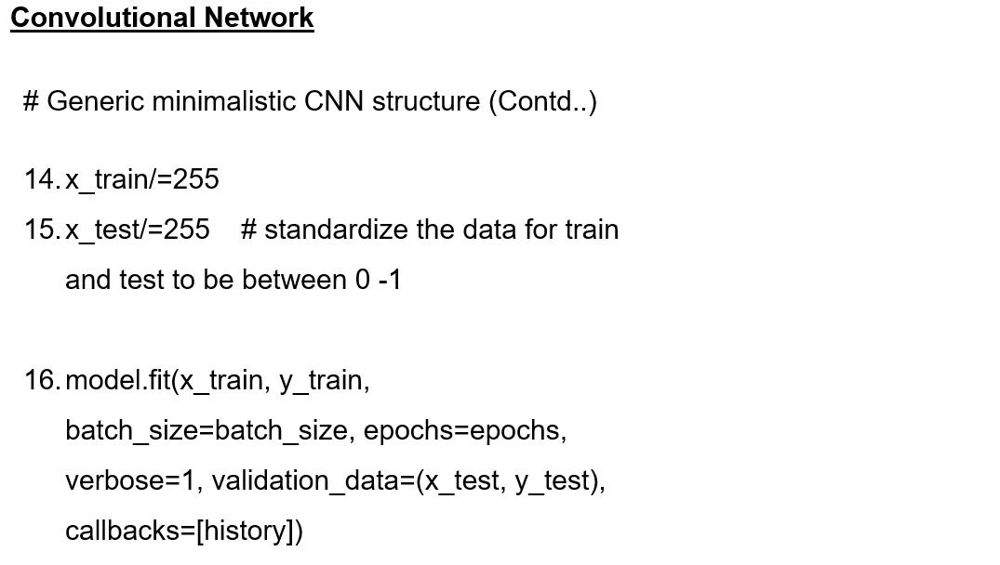 Convolutional Network
# Generic minimalistic CNN structure (Contd..)
14. x_train/=255
15. x_test/=255 # standardize the data for train
and test to be between 0 -1
16. model.fit(x_train, y_train,
batch_size=batch_size, epochs=epochs,
verbose=1, validation_data=(x_test, y_test),
callbacks=[history])